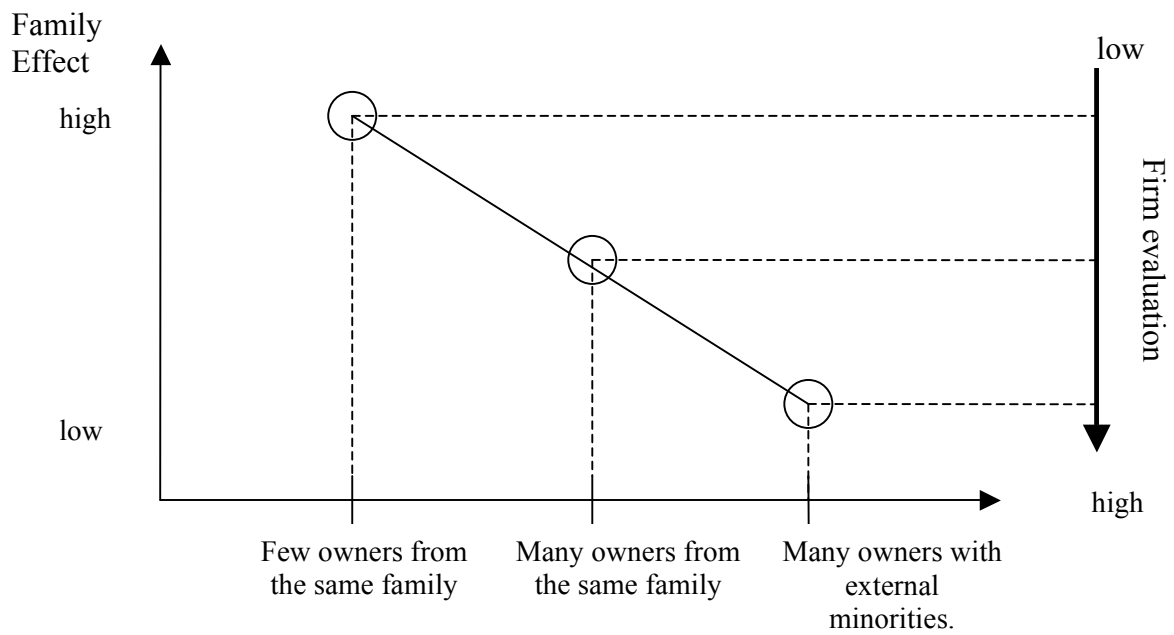 Family
Effect
low
high
Firm evaluation
low
high
Few owners from
the same family
Many owners from
the same family
Many owners with
external
minorities.